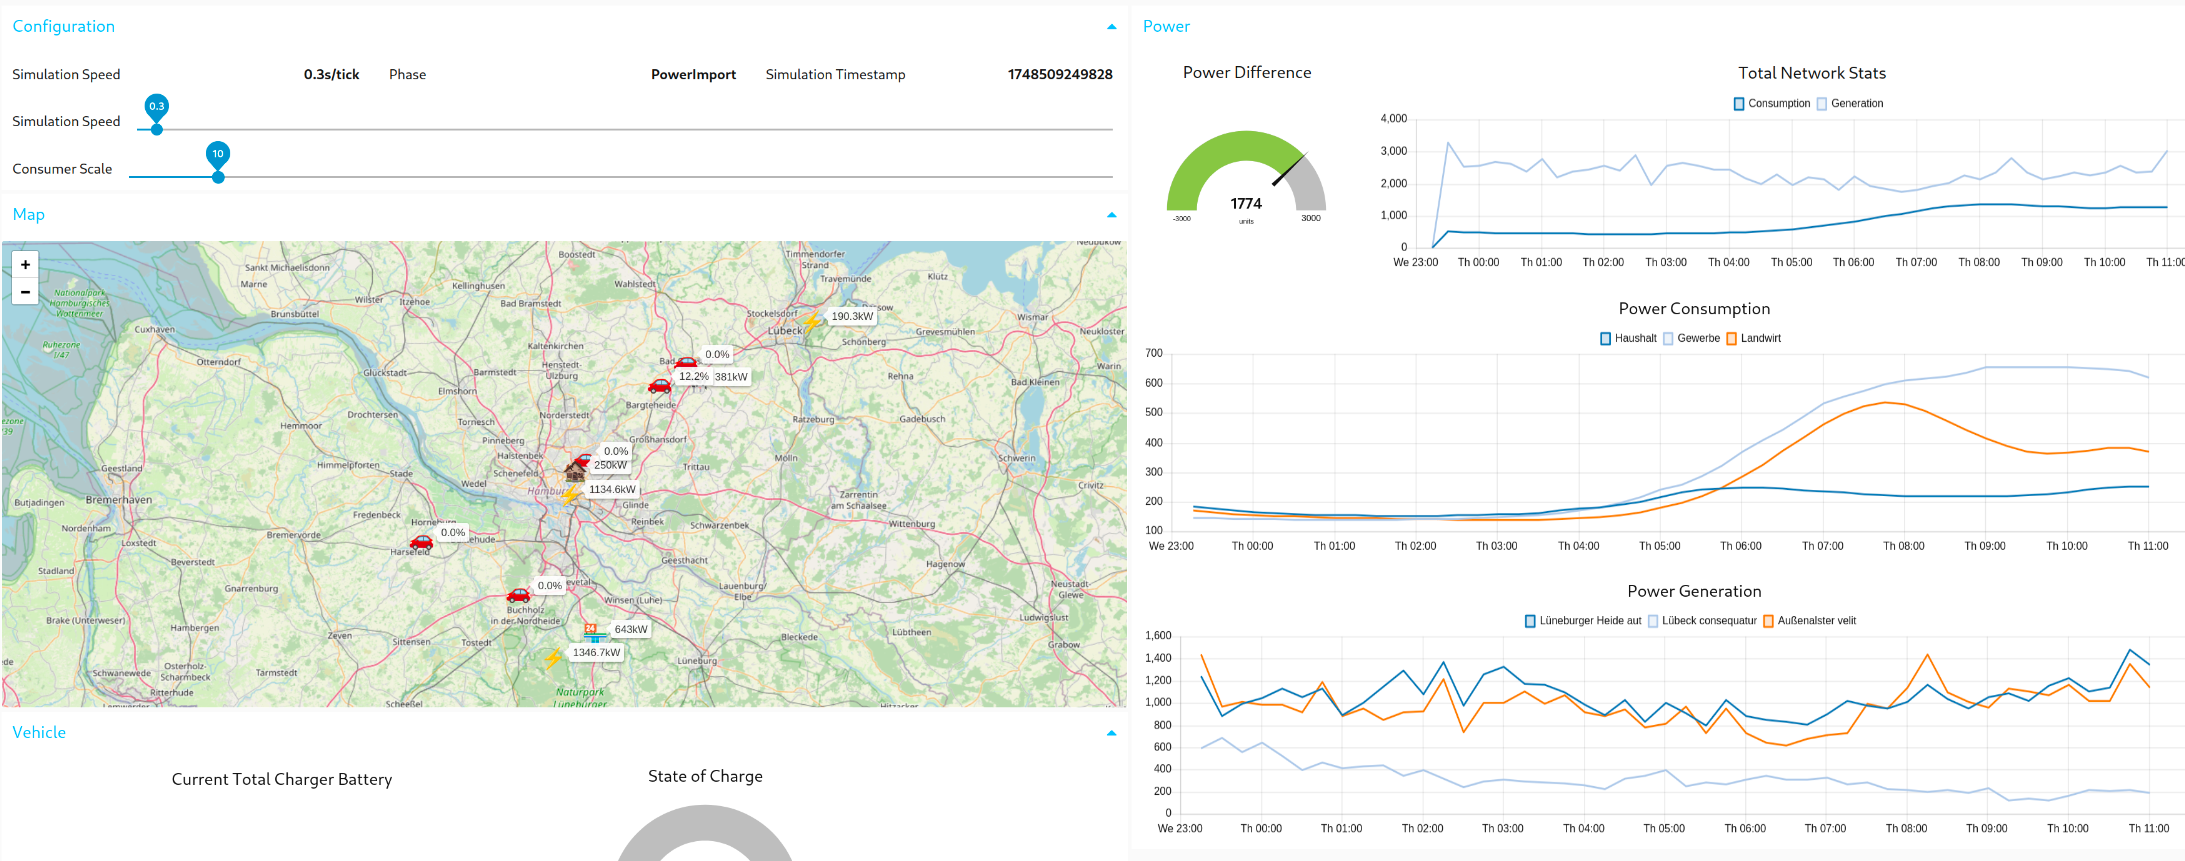 Configuration
Simulation Speed 0.3s/tick Phase PowerImport Simulation Timestamp 1748509249828
0.3
Simulation Speed
10
Consumer Scale
Map
+
−
Sankt Michaelisdonn
Marne
Nationalpark
Hamburgisches
Wattenmeer
Ruhezone
I/47
Cuxhaven
Otterndorf
Brunsbüttel
Wilster
Itzehoe
Kellinghusen
Boostedt
Wahlstedt
Bad Bramstedt
Timmendorfer
Strand
Travemünde
Klütz
Neubukow
Stockelsdorf
Lübeck
190.3kW
Grevesmühlen
Wismar
Neukloster
Schönberg
Warin
Kaltenkirchen
Henstedt-
Ulzburg
Barmstedt
Glückstadt
Elmshorn
Bad
0.0%
12.2%
381kW
Bargteheide
Rehna
Bad Kleinen
Ratzeburg
Gadebusch
Drochtersen
Hemmoor
Tornesch
Norderstedt
Pinneberg
Großhansdorf
Halstenbek
Schenefeld
0.0%
250kW
Trittau
Mölln
Schwerin
Geestland
Himmelpforten
Stade
Wedel
1134.6kW
Glinde
Zarrentin
am Schaalsee
Crivitz
Butjadingen
Bremerhaven
Nordenham
Fredenbeck
Reinbek
Schwarzenbek
Wittenburg
Bremervörde
Loxstedt
0.0%
Harsefeld
Beverstedt
Geesthacht
Hagenow
Stadland
Gnarrenburg
0.0%
Lauenburg/
Elbe
Neustadt-
Glewe
Buchholz
in der Nordheide
Winsen (Luhe)
Ludwigslust
Brake (Unterweser)
Hambergen
Zeven
Sittensen
Tostedt
24
643kW
1346.7kW
Bleckede
Lübtheen
Grabow
Lüneburg
Schwanewede
Osterholz-
Scharmbeck
Ritterhude
Tarmstedt
Scheeßel
Naturpark
Lüneburger
Hitzacker
Vehicle
Current Total Charger Battery
State of Charge
Power
Power Difference
1774
units
-3000
3000
Total Network Stats
Consumption Generation
4,000
3,000
2,000
1,000
0
We 23:00 Th 00:00 Th 01:00 Th 02:00 Th 03:00 Th 04:00 Th 05:00 Th 06:00 Th 07:00 Th 08:00 Th 09:00 Th 10:00 Th 11:00
Power Consumption
Haushalt Gewerbe Landwirt
700
600
500
400
300
200
100
We 23:00 Th 00:00 Th 01:00 Th 02:00 Th 03:00 Th 04:00 Th 05:00 Th 06:00 Th 07:00 Th 08:00 Th 09:00 Th 10:00 Th 11:00
Power Generation
Lüneburger Heide aut Lübeck consequatur Außenalster velit
1,600
1,400
1,200
1,000
800
600
400
200
0
We 23:00 Th 00:00 Th 01:00 Th 02:00 Th 03:00 Th 04:00 Th 05:00 Th 06:00 Th 07:00 Th 08:00 Th 09:00 Th 10:00 Th 11:00